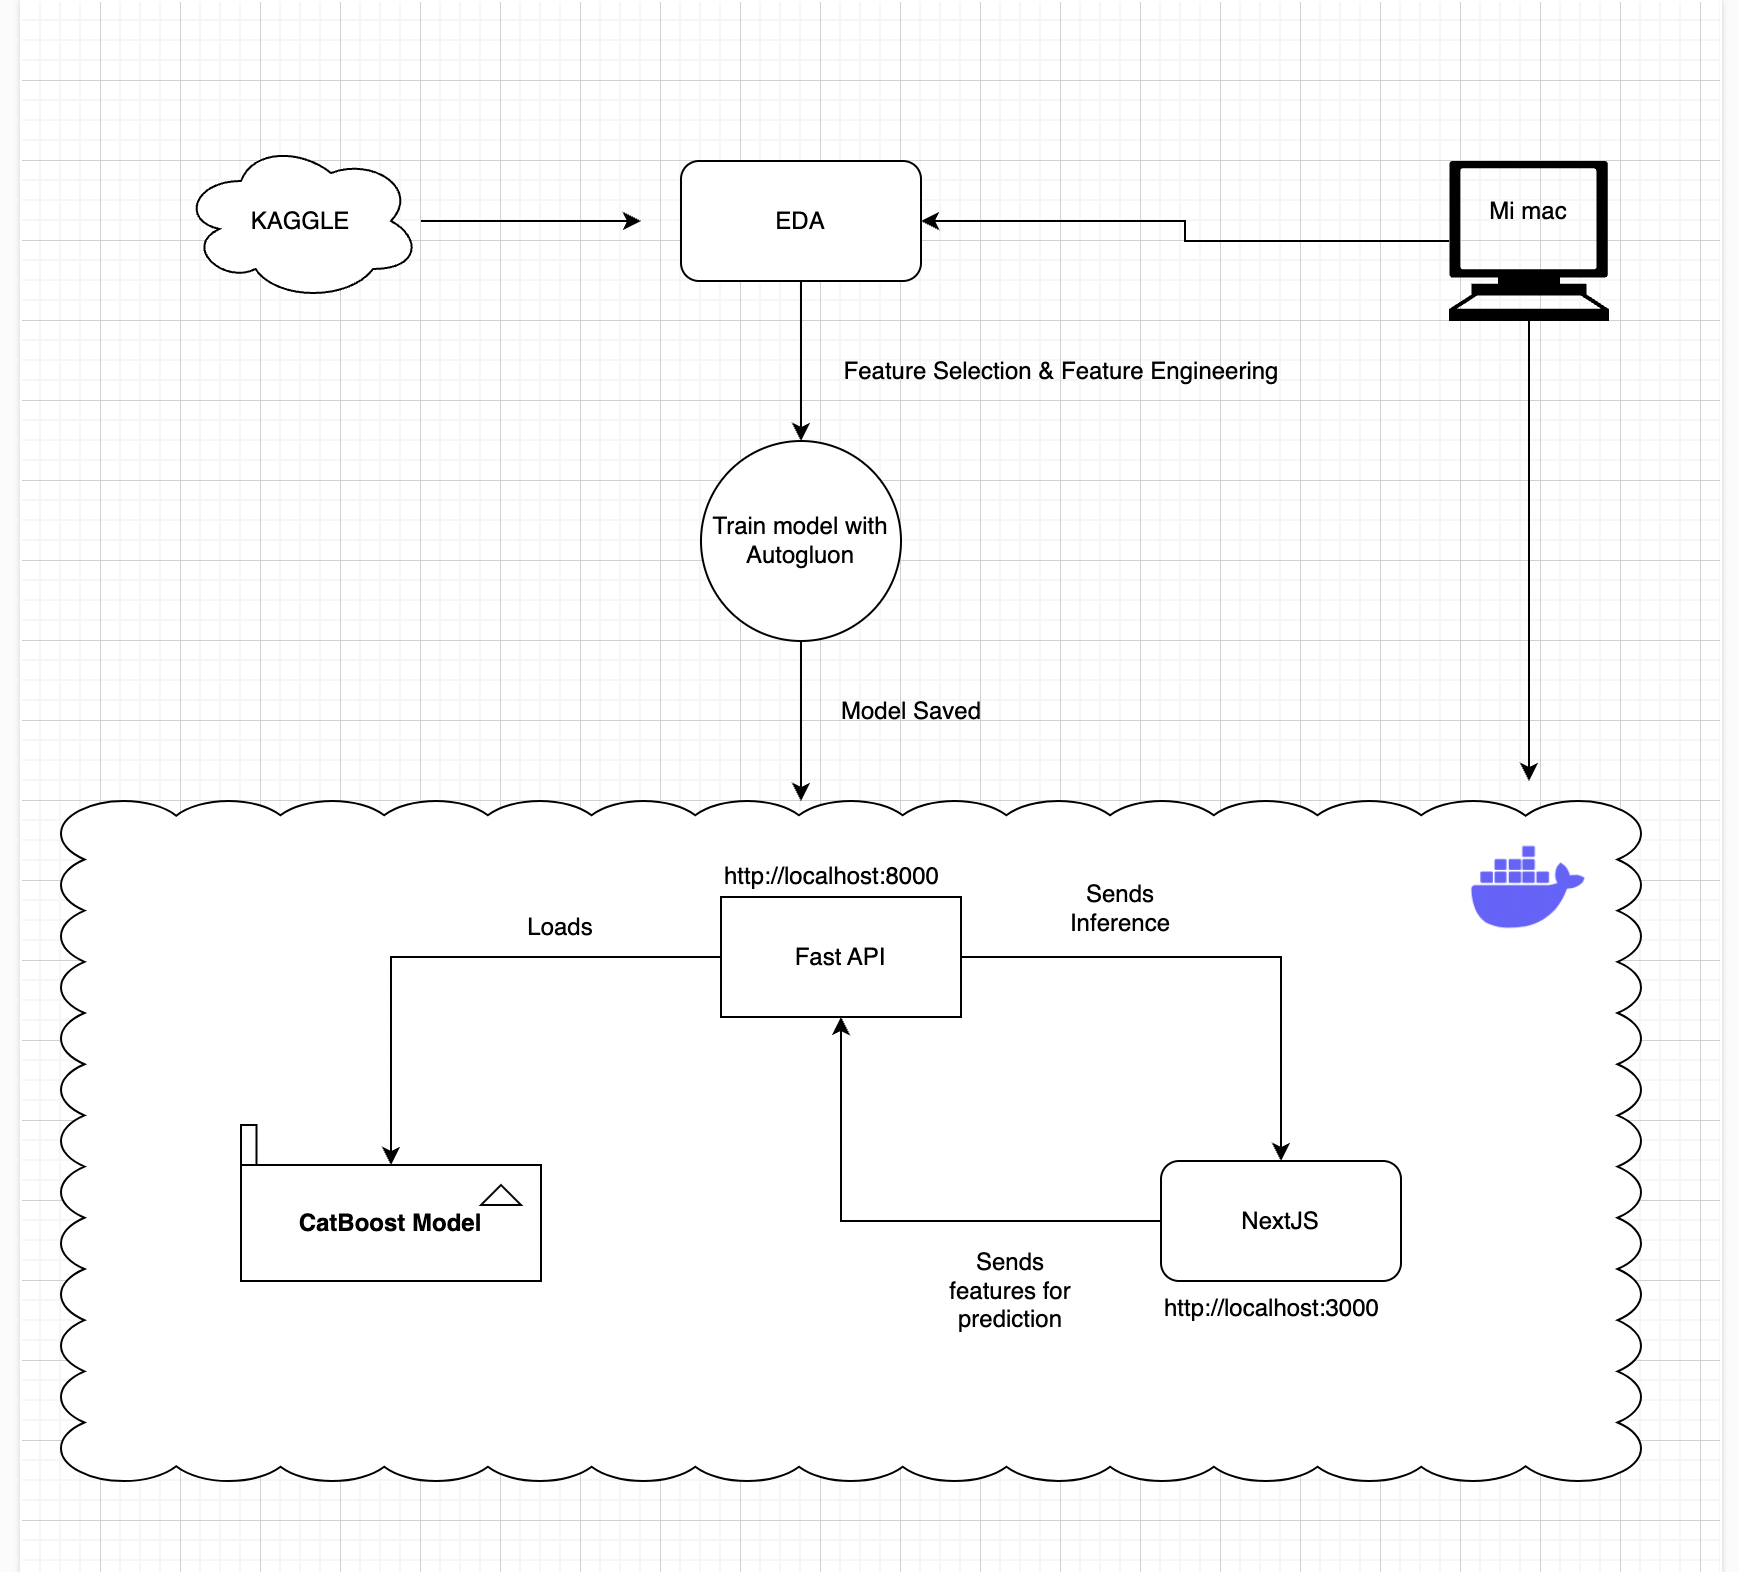 KAGGLE
EDA
Mi mac
Feature Selection & Feature Engineering
Train model with
Autogluon
Model Saved
http://localhost:8000
Sends
Inference
Loads
Fast API
CatBoost Model
NextJS
Sends
features for
prediction
http://localhost:3000